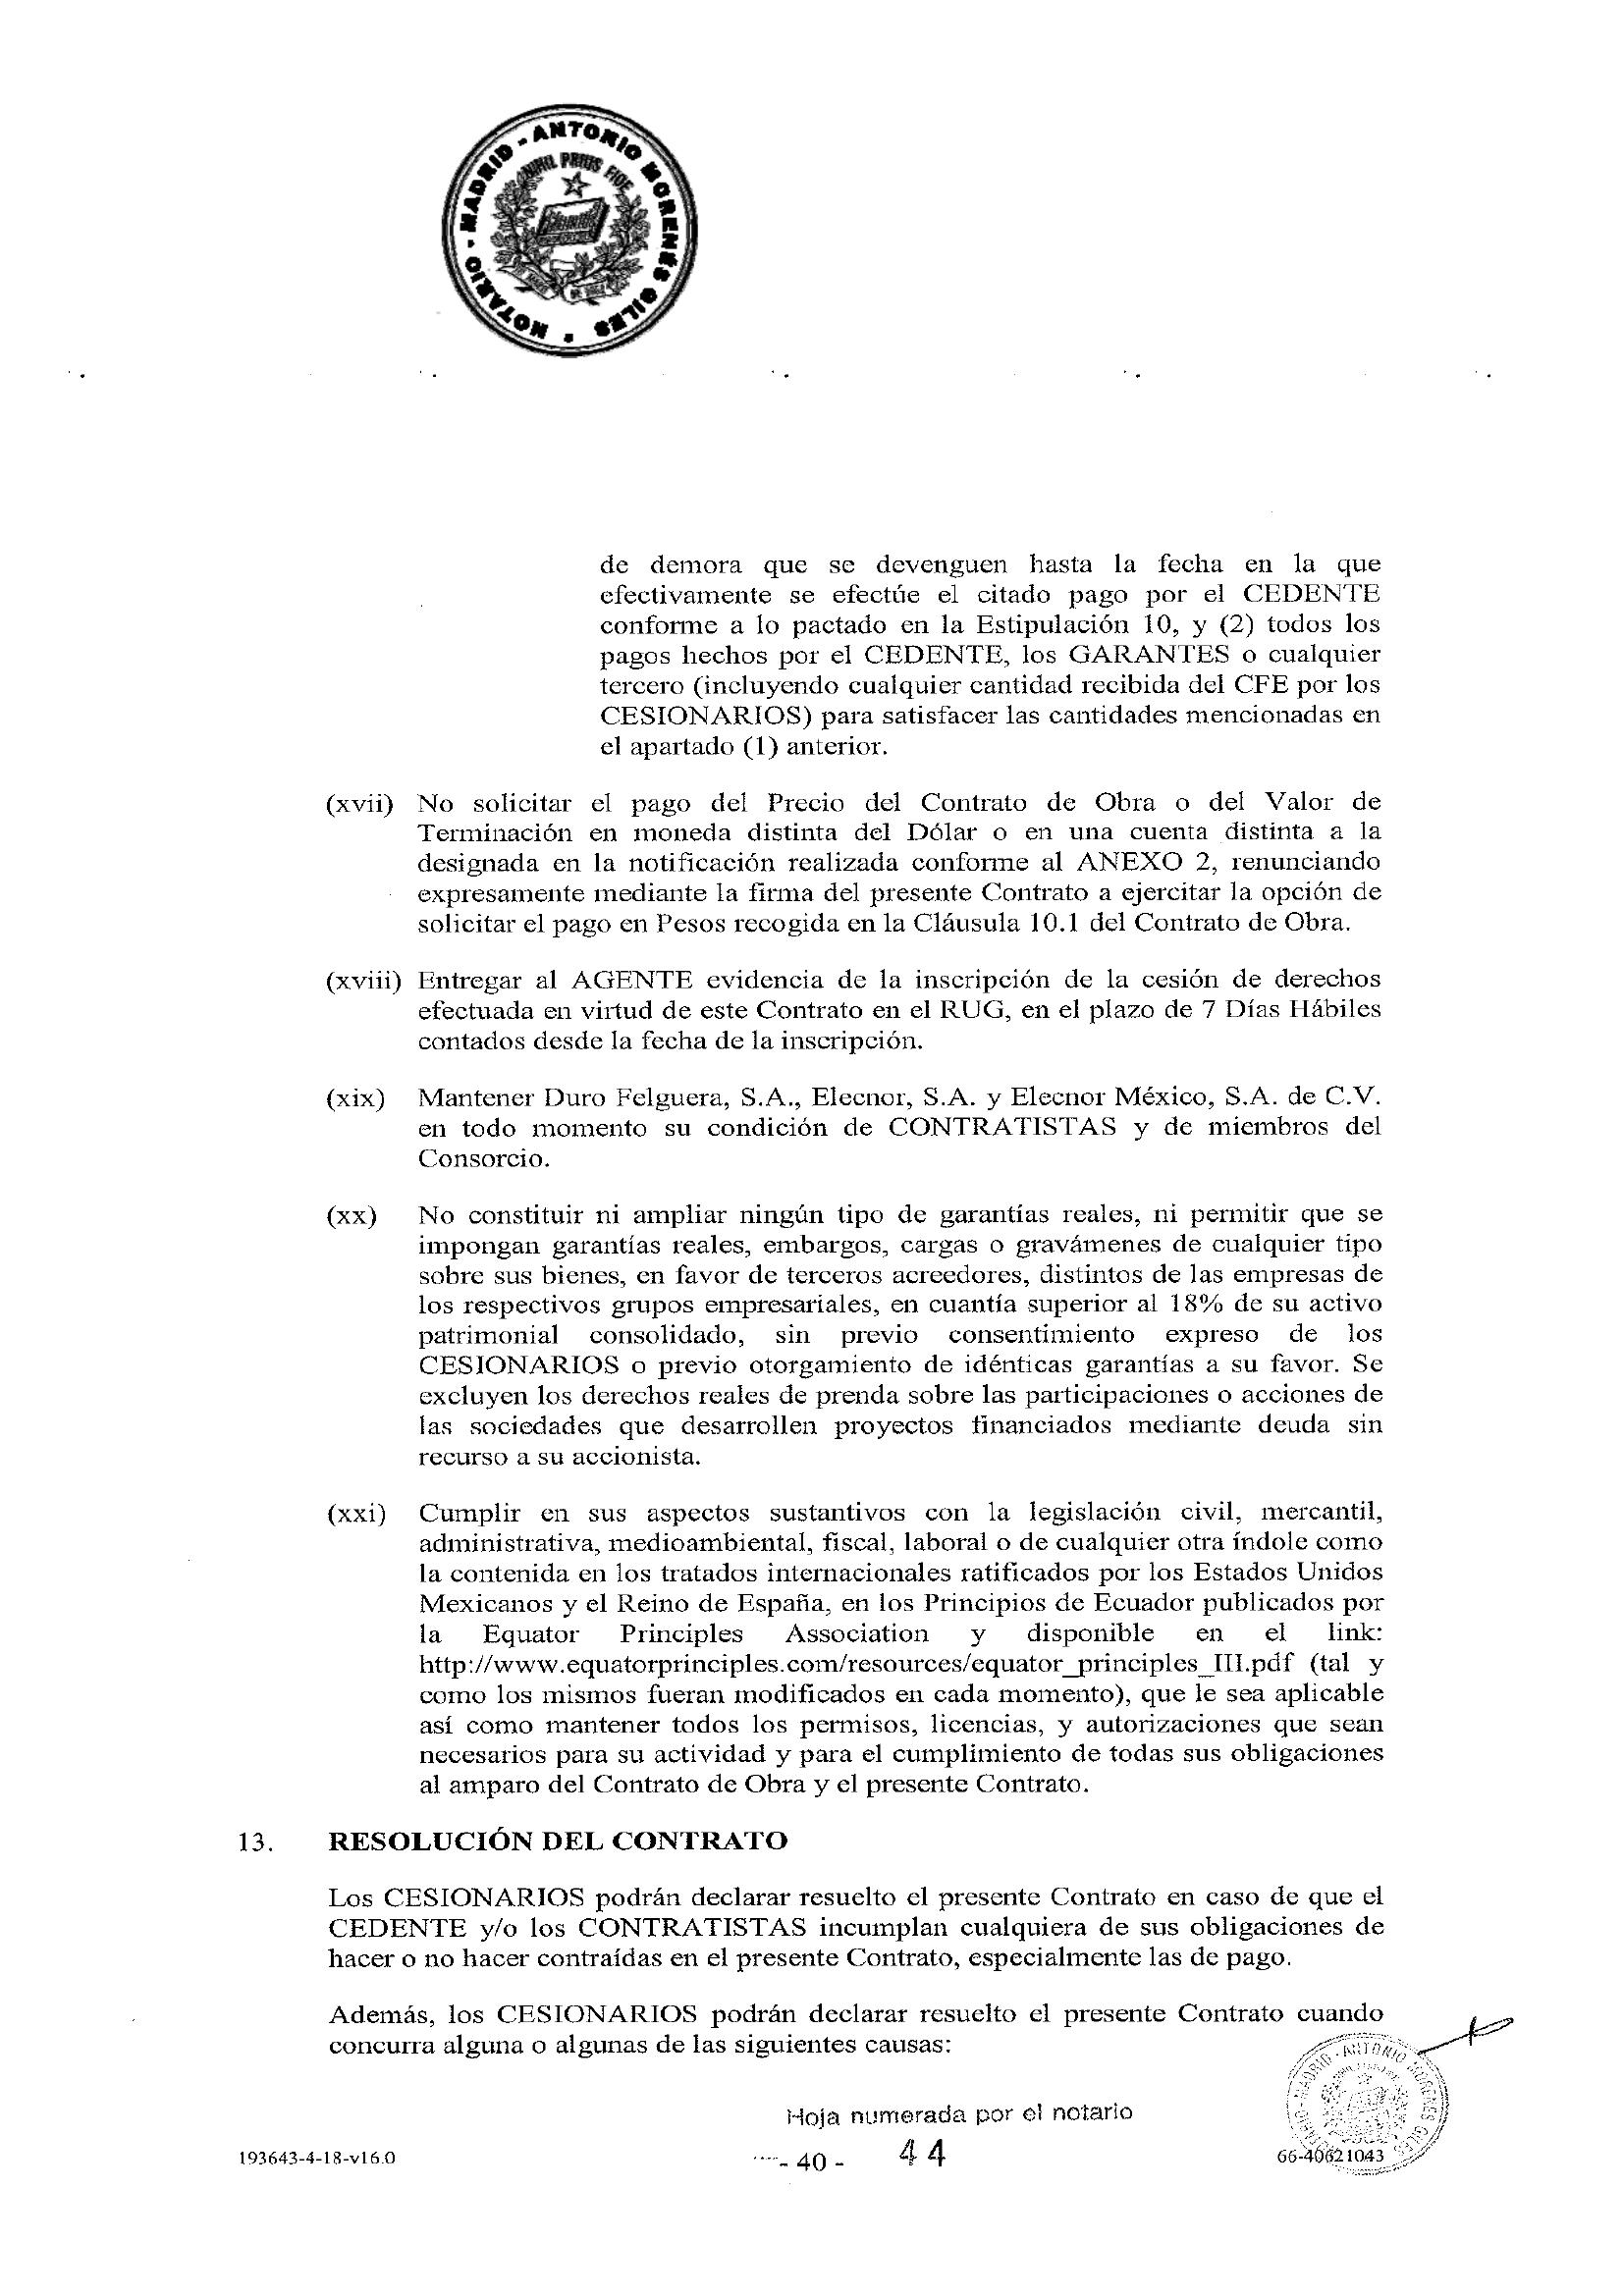 NOTARIO - MADRID - ANTONIO MORENES GILES
NIHIL PRIUS FIDE
de demora que se devenguen hasta la fecha en la que
efectivamente se efectúe el citado pago por el CEDENTE
conforme a lo pactado en la Estipulación 10, y (2) todos los
pagos hechos por el CEDENTE, los GARANTES o cualquier
tercero (incluyendo cualquier cantidad recibida del CFE por los
CESIONARIOS) para satisfacer las cantidades mencionadas en
el apartado (1) anterior.
(xvii) No solicitar el pago del Precio del Contrato de Obra o del Valor de
Terminación en moneda distinta del Dólar o en una cuenta distinta a la
designada en la notificación realizada conforme al ANEXO 2, renunciando
expresamente mediante la firma del presente Contrato a ejercitar la opción de
solicitar el pago en Pesos recogida en la Cláusula 10.1 del Contrato de Obra.
(xviii) Entregar al AGENTE evidencia de la inscripción de la cesión de derechos
efectuada en virtud de este Contrato en el RUG, en el plazo de 7 Días Hábiles
contados desde la fecha de la inscripción.
(xix) Mantener Duro Felguera, S.A., Elecnor, S.A. y Elecnor México, S.A. de C.V.
en todo momento su condición de CONTRATISTAS y de miembros del
Consorcio.
(xx) No constituir ni ampliar ningún tipo de garantías reales, ni permitir que se
impongan garantías reales, embargos, cargas o gravámenes de cualquier tipo
sobre sus bienes, en favor de terceros acreedores, distintos de las empresas de
los respectivos grupos empresariales, en cuantía superior al 18% de su activo
patrimonial consolidado, sin previo consentimiento expreso de los
CESIONARIOS o previo otorgamiento de idénticas garantías a su favor. Se
excluyen los derechos reales de prenda sobre las participaciones o acciones de
las sociedades que desarrollen proyectos financiados mediante deuda sin
recurso a su accionista.
(xxi) Cumplir en sus aspectos sustantivos con la legislación civil, mercantil,
administrativa, medioambiental, fiscal, laboral o de cualquier otra índole como
la contenida en los tratados internacionales ratificados por los Estados Unidos
Mexicanos y el Reino de España, en los Principios de Ecuador publicados por
la Equator Principles Association y disponible en el link:
http://www.equatorprinciples.com/resources/equator_principles_III.pdf (tal y
como los mismos fueran modificados en cada momento), que le sea aplicable
así como mantener todos los permisos, licencias, y autorizaciones que sean
necesarios para su actividad y para el cumplimiento de todas sus obligaciones
al amparo del Contrato de Obra y el presente Contrato.
13. RESOLUCIÓN DEL CONTRATO
Los CESIONARIOS podrán declarar resuelto el presente Contrato en caso de que el
CEDENTE y/o los CONTRATISTAS incumplan cualquiera de sus obligaciones de
hacer o no hacer contraídas en el presente Contrato, especialmente las de pago.
Además, los CESIONARIOS podrán declarar resuelto el presente Contrato cuando
concurra alguna o algunas de las siguientes causas:
MADRID - ANTONIO MORENES GILES
Hoja numerada por el notario
193643-4-18-v16.0 - 40 - 44 66-40621043